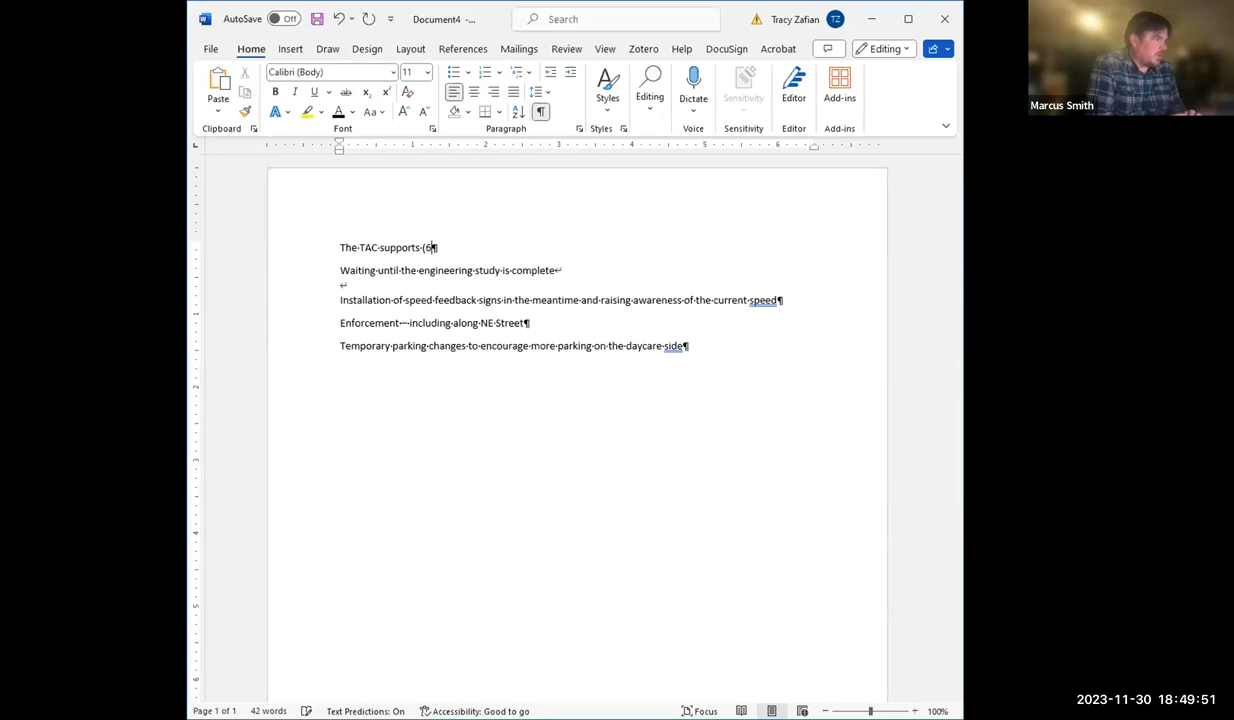 AutoSave Off Document4 -... Search Tracy Zafian TZ
File Home Insert Draw Design Layout References Mailings Review View Zotero Help DocuSign Acrobat Editing
Calibri (Body) 11
Paste Styles Editing Dictate Sensitivity Editor Add-ins
Clipboard Font Paragraph Styles Voice Sensitivity Editor Add-ins
The TAC supports (6
Waiting until the engineering study is complete
Installation of speed feedback signs in the meantime and raising awareness of the current speed
Enforcement — including along NE Street
Temporary parking changes to encourage more parking on the daycare side
Page 1 of 1 42 words Text Predictions: On Accessibility: Good to go Focus 100%
Marcus Smith
2023-11-30 18:49:51